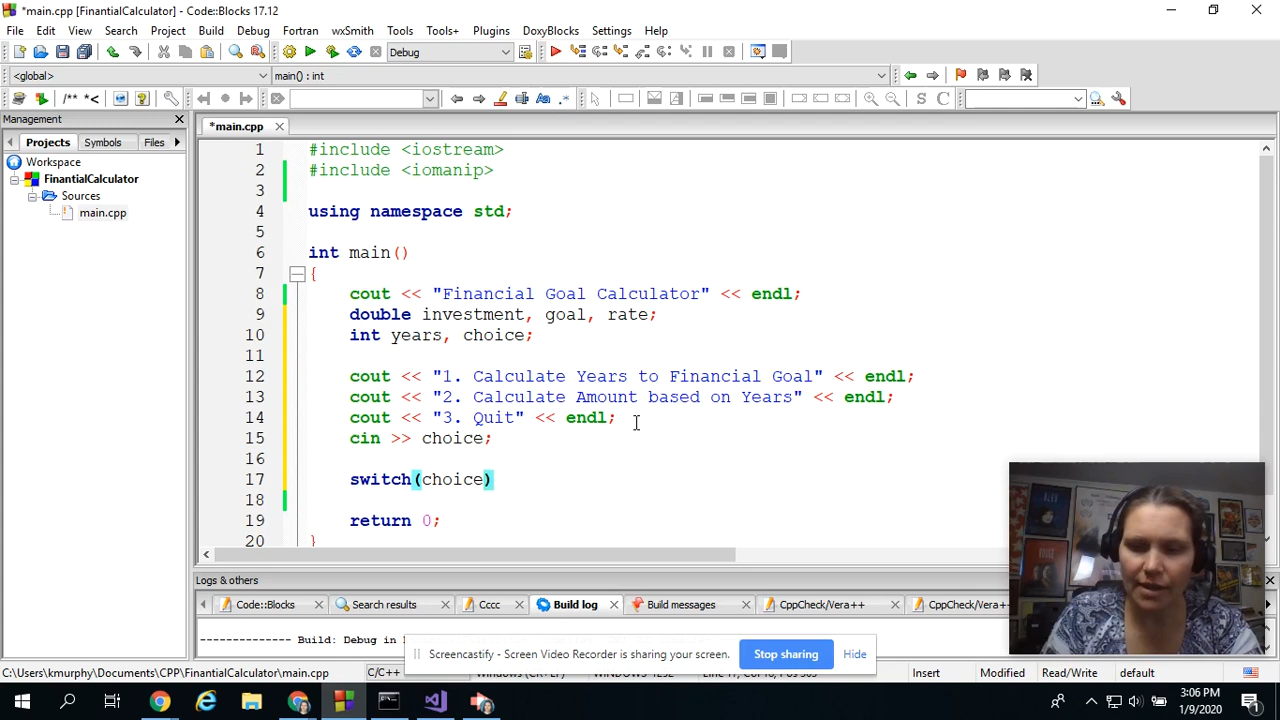 *main.cpp [FinantialCalculator] - Code::Blocks 17.12
File Edit View Search Project Build Debug Fortran wxSmith Tools Tools+ Plugins DoxyBlocks Settings Help
Debug
<global> main() : int
/** *< S C
Management
*main.cpp
Projects Symbols Files
Workspace
FinantialCalculator
Sources
main.cpp
1 #include <iostream>
2 #include <iomanip>
3
4 using namespace std;
5
6 int main()
7 {
8 cout << "Financial Goal Calculator" << endl;
9 double investment, goal, rate;
10 int years, choice;
11
12 cout << "1. Calculate Years to Financial Goal" << endl;
13 cout << "2. Calculate Amount based on Years" << endl;
14 cout << "3. Quit" << endl;
15 cin >> choice;
16
17 switch(choice)
18
19 return 0;
20 }
Logs & others
Code::Blocks Search results Cccc Build log Build messages CppCheck/Vera++ CppCheck/Vera+
-------------- Build: Debug in
Screencastify - Screen Video Recorder is sharing your screen. Stop sharing Hide
C:\Users\kmurphy\Documents\CPP\FinantialCalculator\main.cpp C/C++ Insert Modified Read/Write default
3:06 PM
1/9/2020